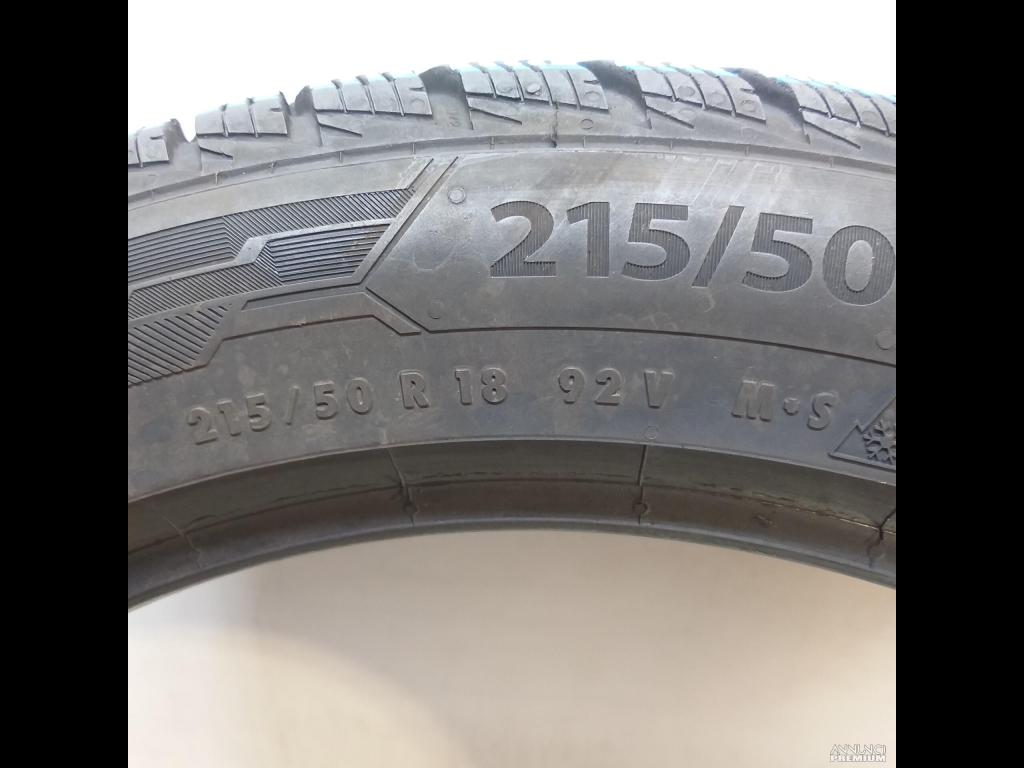 215/50
215/50 R 18 92 V M+S
ANNUNCI
PREMIUM